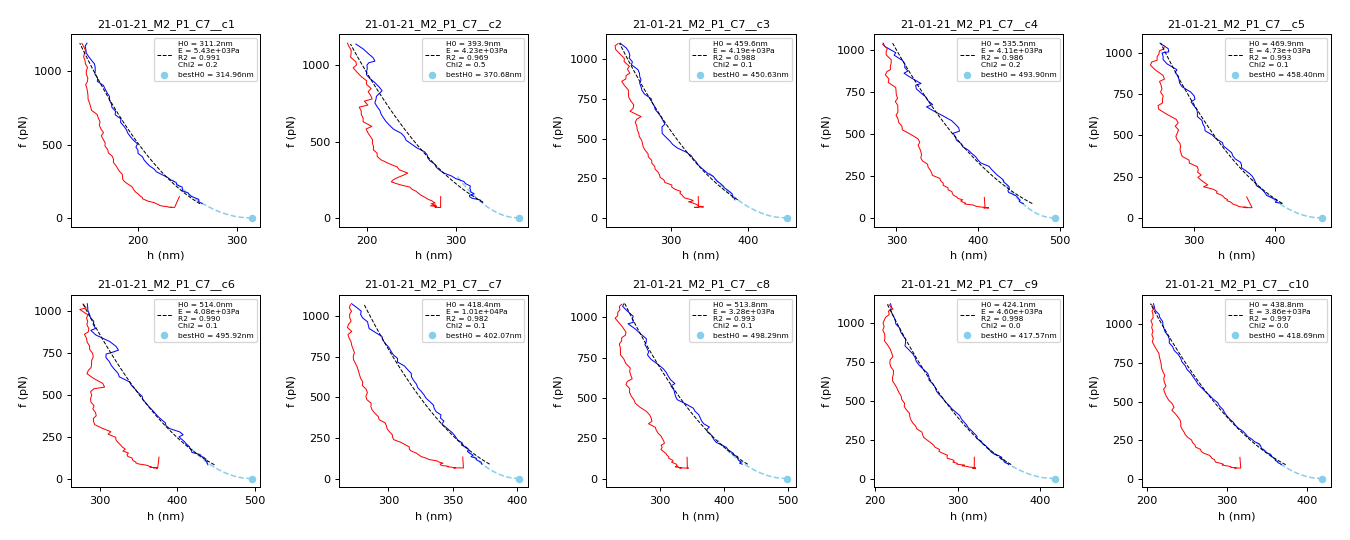 21-01-21_M2_P1_C7__c1
H0 = 311.2nm
E = 5.43e+03Pa
R2 = 0.991
Chi2 = 0.2
bestH0 = 314.96nm
f (pN)
1000
500
0
200
300
h (nm)
21-01-21_M2_P1_C7__c2
H0 = 393.9nm
E = 4.23e+03Pa
R2 = 0.969
Chi2 = 0.5
bestH0 = 370.68nm
f (pN)
1000
500
0
200
300
h (nm)
21-01-21_M2_P1_C7__c3
H0 = 459.6nm
E = 4.19e+03Pa
R2 = 0.988
Chi2 = 0.1
bestH0 = 450.63nm
f (pN)
1000
750
500
250
0
300
400
h (nm)
21-01-21_M2_P1_C7__c4
H0 = 535.5nm
E = 4.11e+03Pa
R2 = 0.986
Chi2 = 0.2
bestH0 = 493.90nm
f (pN)
1000
750
500
250
0
300
400
500
h (nm)
21-01-21_M2_P1_C7__c5
H0 = 469.9nm
E = 4.73e+03Pa
R2 = 0.993
Chi2 = 0.1
bestH0 = 458.40nm
f (pN)
1000
750
500
250
0
300
400
h (nm)
21-01-21_M2_P1_C7__c6
H0 = 514.0nm
E = 4.08e+03Pa
R2 = 0.990
Chi2 = 0.1
bestH0 = 495.92nm
f (pN)
1000
750
500
250
0
300
400
500
h (nm)
21-01-21_M2_P1_C7__c7
H0 = 418.4nm
E = 1.01e+04Pa
R2 = 0.982
Chi2 = 0.1
bestH0 = 402.07nm
f (pN)
1000
750
500
250
0
300
350
400
h (nm)
21-01-21_M2_P1_C7__c8
H0 = 513.8nm
E = 3.28e+03Pa
R2 = 0.993
Chi2 = 0.1
bestH0 = 498.29nm
f (pN)
1000
750
500
250
0
300
400
500
h (nm)
21-01-21_M2_P1_C7__c9
H0 = 424.1nm
E = 4.60e+03Pa
R2 = 0.998
Chi2 = 0.0
bestH0 = 417.57nm
f (pN)
1000
750
500
250
0
200
300
400
h (nm)
21-01-21_M2_P1_C7__c10
H0 = 438.8nm
E = 3.86e+03Pa
R2 = 0.997
Chi2 = 0.0
bestH0 = 418.69nm
f (pN)
1000
750
500
250
0
200
300
400
h (nm)